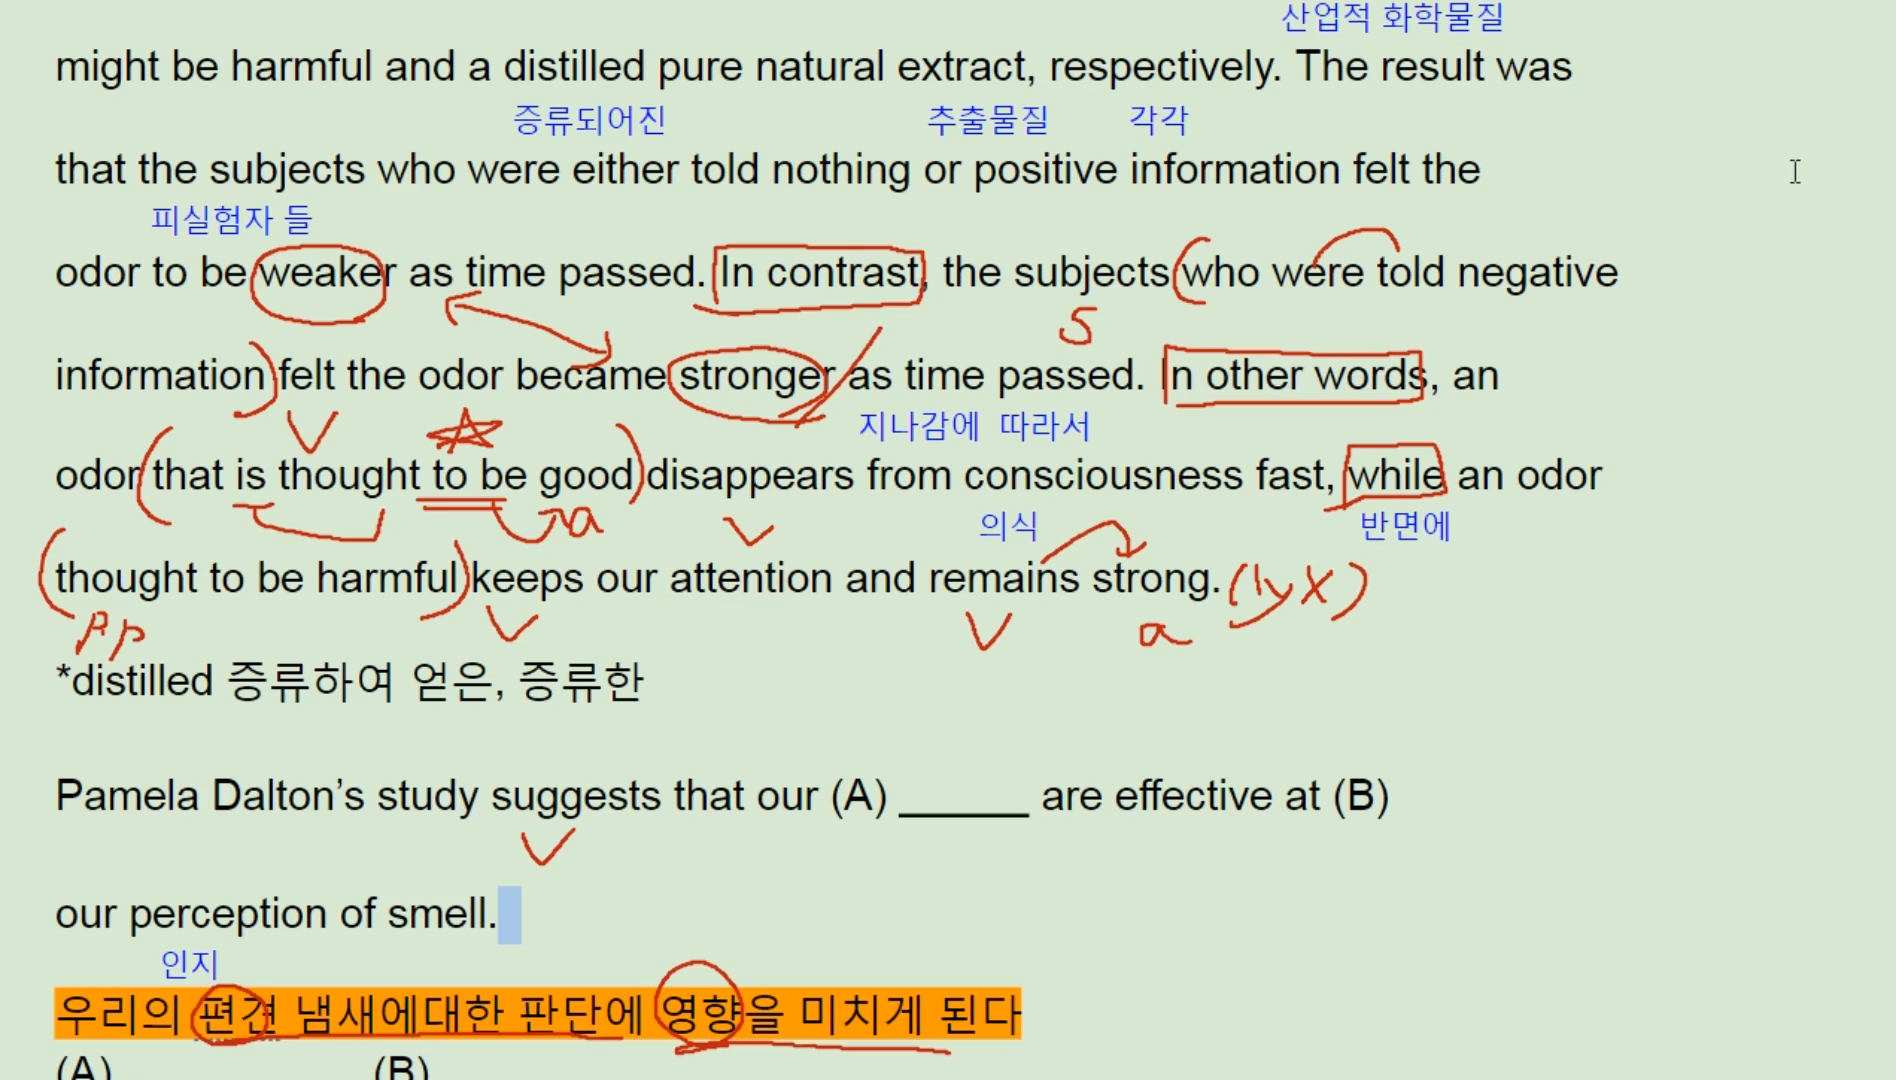 산업적 화학물질
might be harmful and a distilled pure natural extract, respectively. The result was
증류되어진 추출물질 각각
that the subjects who were either told nothing or positive information felt the
피실험자 들
odor to be weaker as time passed. In contrast, the subjects who were told negative
S
information felt the odor became stronger as time passed. In other words, an
V 지나감에 따라서
odor that is thought to be good disappears from consciousness fast, while an odor
a V 의식 반면에
thought to be harmful keeps our attention and remains strong. (ly X)
p.p V V a
*distilled 증류하여 얻은, 증류한
Pamela Dalton’s study suggests that our (A) ______ are effective at (B)
V
our perception of smell.
인지
우리의 편견 냄새에대한 판단에 영향을 미치게 된다
(A) (B)